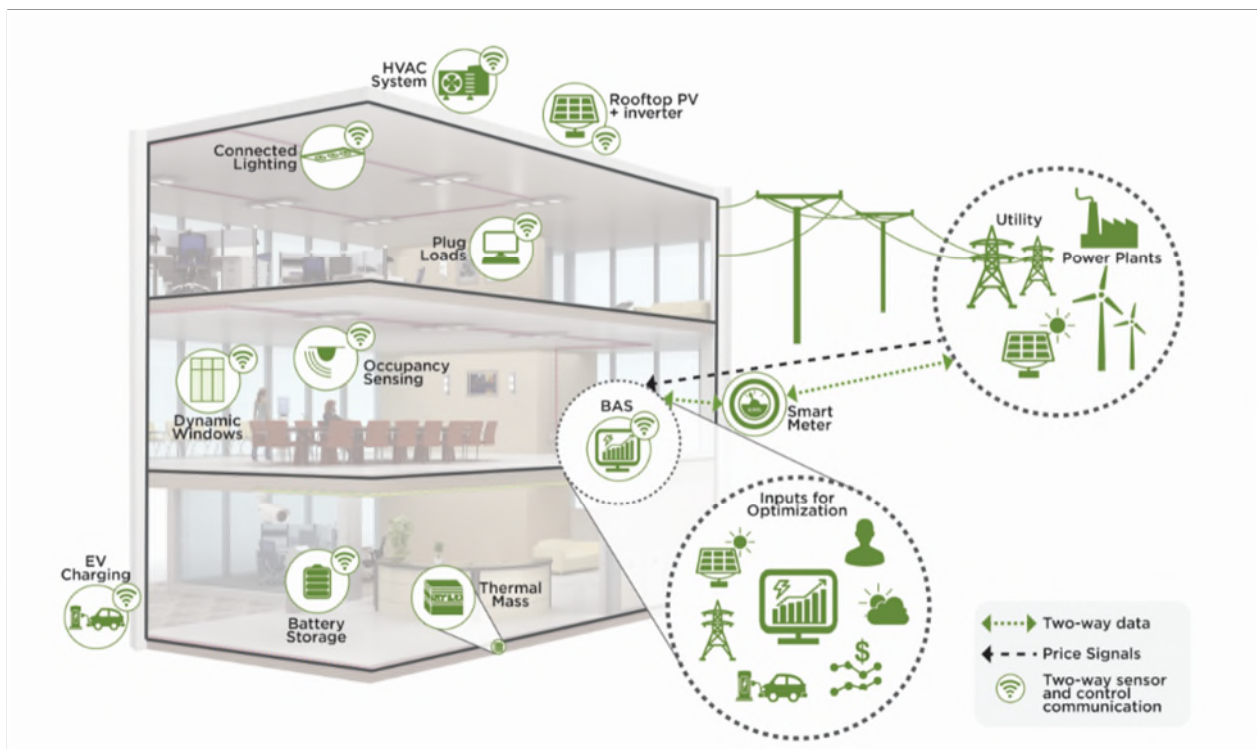 HVAC
System
Rooftop PV
+ inverter
Connected
Lighting
Plug
Loads
Utility
Power Plants
Occupancy
Sensing
Dynamic
Windows
BAS
Smart
Meter
Inputs for
Optimization
$
EV
Charging
Battery
Storage
Thermal
Mass
Two-way data
Price Signals
Two-way sensor
and control
communication